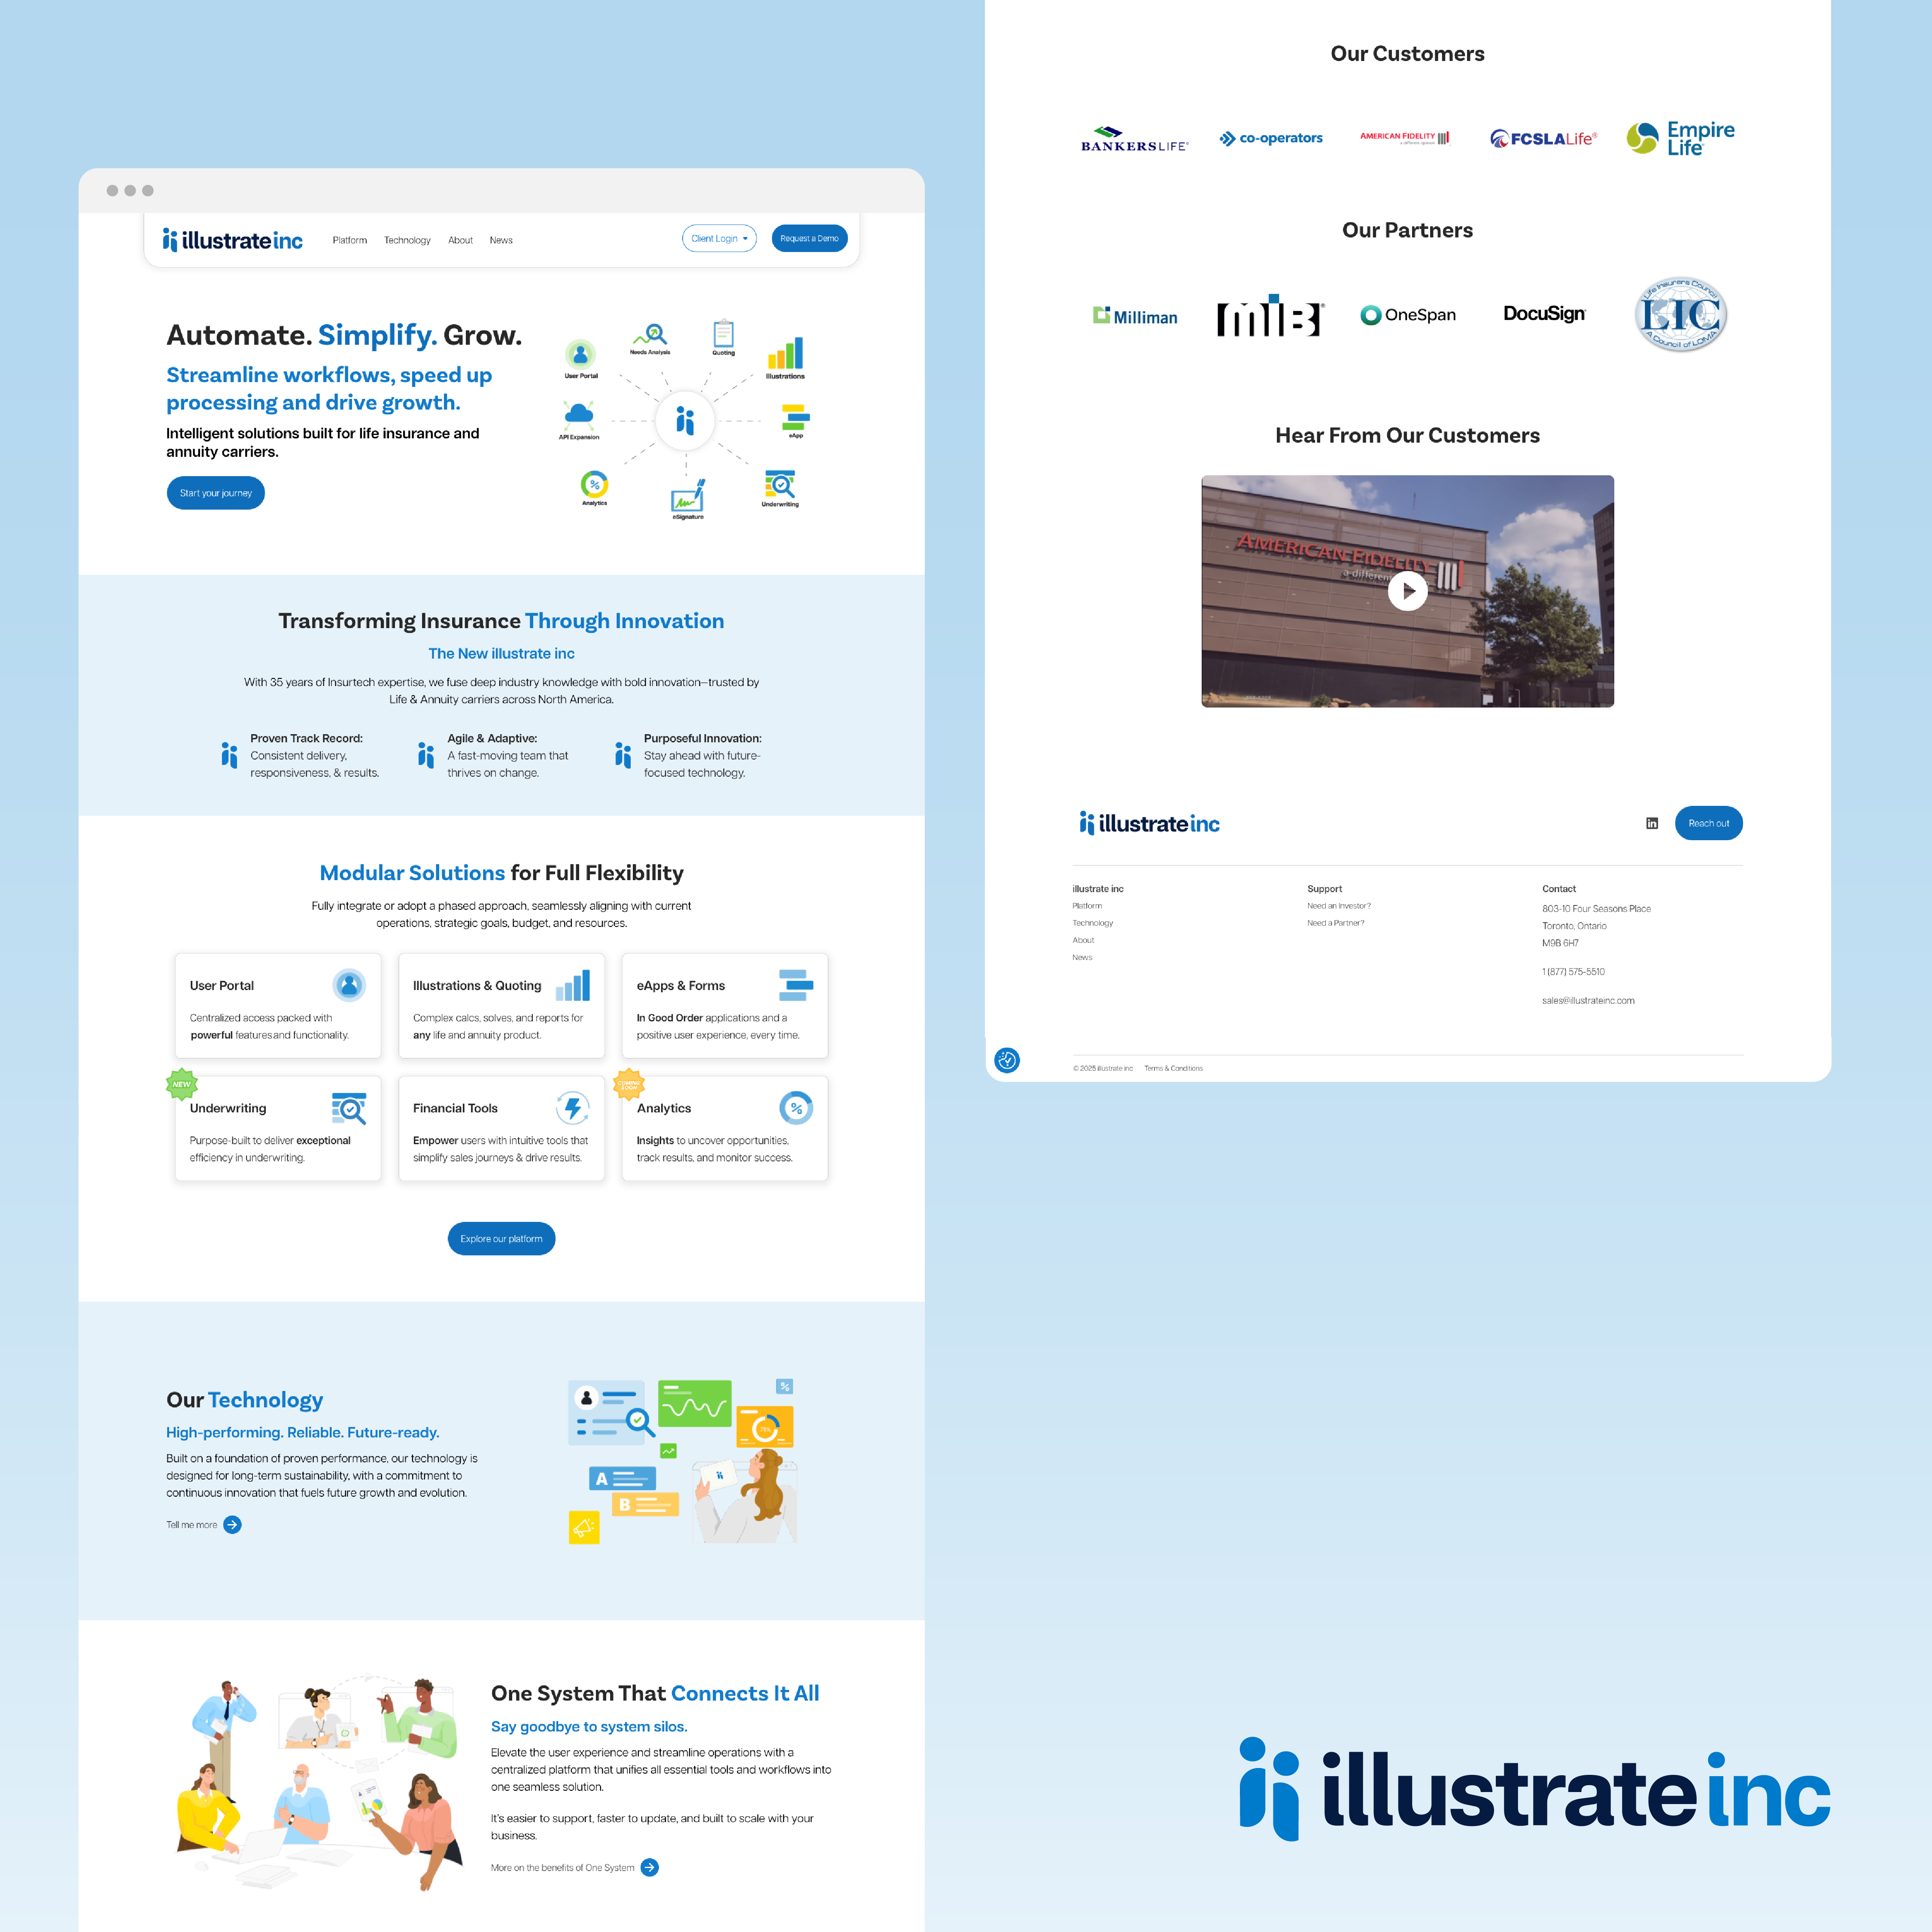 illustrate inc
Platform
Technology
About
News
Client Login
Request a Demo
Automate. Simplify. Grow.
Streamline workflows, speed up
processing and drive growth.
Intelligent solutions built for life insurance and
annuity carriers.
Start your journey
Needs Analysis
Quoting
User Portal
Illustrations
API Expansion
eApp
%
Analytics
eSignature
Underwriting
Transforming Insurance Through Innovation
The New illustrate inc
With 35 years of Insurtech expertise, we fuse deep industry knowledge with bold innovation—trusted by
Life & Annuity carriers across North America.
Proven Track Record:
Consistent delivery,
responsiveness, & results.
Agile & Adaptive:
A fast-moving team that
thrives on change.
Purposeful Innovation:
Stay ahead with future-
focused technology.
Modular Solutions for Full Flexibility
Fully integrate or adopt a phased approach, seamlessly aligning with current
operations, strategic goals, budget, and resources.
User Portal
Centralized access packed with
powerful features and functionality.
Illustrations & Quoting
Complex calcs, solves, and reports for
any life and annuity product.
eApps & Forms
In Good Order applications and a
positive user experience, every time.
NEW
Underwriting
Purpose-built to deliver exceptional
efficiency in underwriting.
Financial Tools
Empower users with intuitive tools that
simplify sales journeys & drive results.
COMING
SOON
Analytics
%
Insights to uncover opportunities,
track results, and monitor success.
Explore our platform
Our Technology
High-performing. Reliable. Future-ready.
Built on a foundation of proven performance, our technology is
designed for long-term sustainability, with a commitment to
continuous innovation that fuels future growth and evolution.
Tell me more
%
A
B
One System That Connects It All
Say goodbye to system silos.
Elevate the user experience and streamline operations with a
centralized platform that unifies all essential tools and workflows into
one seamless solution.
It's easier to support, faster to update, and built to scale with your
business.
More on the benefits of One System
Our Customers
BANKERS LIFE®
co-operators
AMERICAN FIDELITY
FCSLA Life®
Empire
Life
Our Partners
Milliman
MIB®
OneSpan
DocuSign
Life Insurers Council
LIC
A Council of LOMA
Hear From Our Customers
AMERICAN FIDELITY
a different
illustrate inc
in
Reach out
illustrate inc
Platform
Technology
About
News
Support
Need an Investor?
Need a Partner?
Contact
803-10 Four Seasons Place
Toronto, Ontario
M9B 6H7
1 (877) 575-5510
sales@illustrateinc.com
© 2025 illustrate inc
Terms & Conditions
illustrate inc